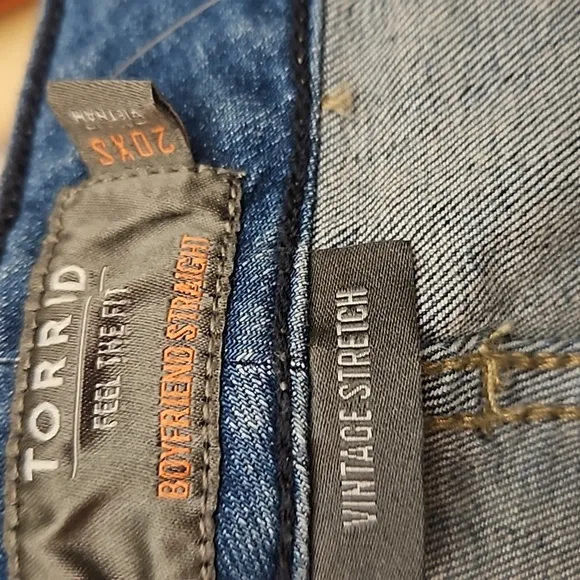 TORRID
FEEL THE FIT
BOYFRIEND STRAIGHT
20XS
VIETNAM
VINTAGE STRETCH